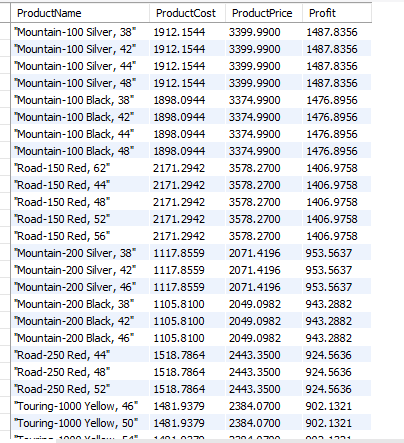 ProductName ProductCost ProductPrice Profit
"Mountain-100 Silver, 38" 1912.1544 3399.9900 1487.8356
"Mountain-100 Silver, 42" 1912.1544 3399.9900 1487.8356
"Mountain-100 Silver, 44" 1912.1544 3399.9900 1487.8356
"Mountain-100 Silver, 48" 1912.1544 3399.9900 1487.8356
"Mountain-100 Black, 38" 1898.0944 3374.9900 1476.8956
"Mountain-100 Black, 42" 1898.0944 3374.9900 1476.8956
"Mountain-100 Black, 44" 1898.0944 3374.9900 1476.8956
"Mountain-100 Black, 48" 1898.0944 3374.9900 1476.8956
"Road-150 Red, 62" 2171.2942 3578.2700 1406.9758
"Road-150 Red, 44" 2171.2942 3578.2700 1406.9758
"Road-150 Red, 48" 2171.2942 3578.2700 1406.9758
"Road-150 Red, 52" 2171.2942 3578.2700 1406.9758
"Road-150 Red, 56" 2171.2942 3578.2700 1406.9758
"Mountain-200 Silver, 38" 1117.8559 2071.4196 953.5637
"Mountain-200 Silver, 42" 1117.8559 2071.4196 953.5637
"Mountain-200 Silver, 46" 1117.8559 2071.4196 953.5637
"Mountain-200 Black, 38" 1105.8100 2049.0982 943.2882
"Mountain-200 Black, 42" 1105.8100 2049.0982 943.2882
"Mountain-200 Black, 46" 1105.8100 2049.0982 943.2882
"Road-250 Red, 44" 1518.7864 2443.3500 924.5636
"Road-250 Red, 48" 1518.7864 2443.3500 924.5636
"Road-250 Red, 52" 1518.7864 2443.3500 924.5636
"Touring-1000 Yellow, 46" 1481.9379 2384.0700 902.1321
"Touring-1000 Yellow, 50" 1481.9379 2384.0700 902.1321